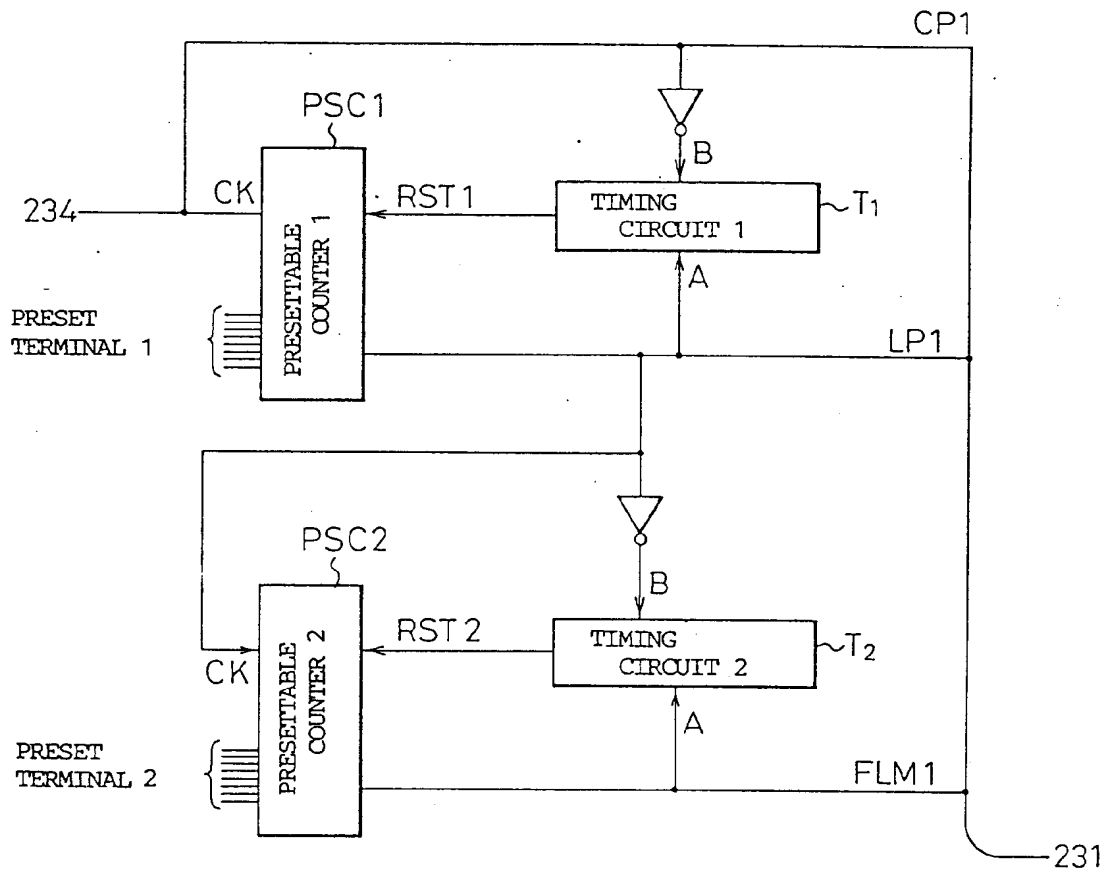 CP1
PSC1
B
CK
RST1
TIMING
CIRCUIT 1
T1
234
PRESETTABLE
COUNTER 1
A
PRESET
TERMINAL 1
LP1
PSC2
B
RST2
TIMING
CIRCUIT 2
T2
CK
PRESETTABLE
COUNTER 2
A
PRESET
TERMINAL 2
FLM1
231